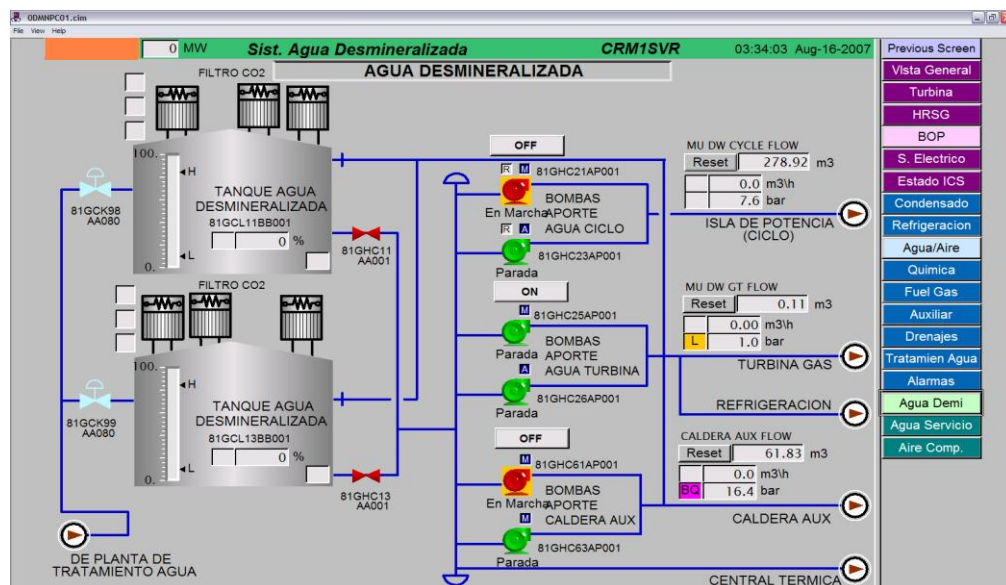 ODMNPC01.cim
File View Help
0 MW Sist. Agua Desmineralizada CRM1SVR 03:34:03 Aug-16-2007
AGUA DESMINERALIZADA
FILTRO CO2
100.
H
TANQUE AGUA
DESMINERALIZADA
81GCL11BB001
0 %
L
0.
81GCK98
AA080
81GHC11
AA001
FILTRO CO2
100.
H
TANQUE AGUA
DESMINERALIZADA
81GCL13BB001
0 %
L
0.
81GCK99
AA080
81GHC13
AA001
DE PLANTA DE
TRATAMIENTO AGUA
OFF
R M 81GHC21AP001
En Marcha
BOMBAS
APORTE
AGUA CICLO
R A
81GHC23AP001
Parada
ON
M 81GHC25AP001
Parada
BOMBAS
APORTE
AGUA TURBINA
A
81GHC26AP001
Parada
OFF
M 81GHC61AP001
En Marcha
BOMBAS
APORTE
CALDERA AUX
M
81GHC63AP001
Parada
MU DW CYCLE FLOW
Reset 278.92 m3
0.0 m3\h
7.6 bar
ISLA DE POTENCIA
(CICLO)
MU DW GT FLOW
Reset 0.11 m3
0.00 m3\h
L 1.0 bar
TURBINA GAS
REFRIGERACION
CALDERA AUX FLOW
Reset 61.83 m3
0.0 m3\h
BQ 16.4 bar
CALDERA AUX
CENTRAL TERMICA
Previous Screen
VIsta General
Turbina
HRSG
BOP
S. Electrico
Estado ICS
Condensado
Refrigeracion
Agua/Aire
Quimica
Fuel Gas
Auxiliar
Drenajes
Tratamien Agua
Alarmas
Agua Demi
Agua Servicio
Aire Comp.